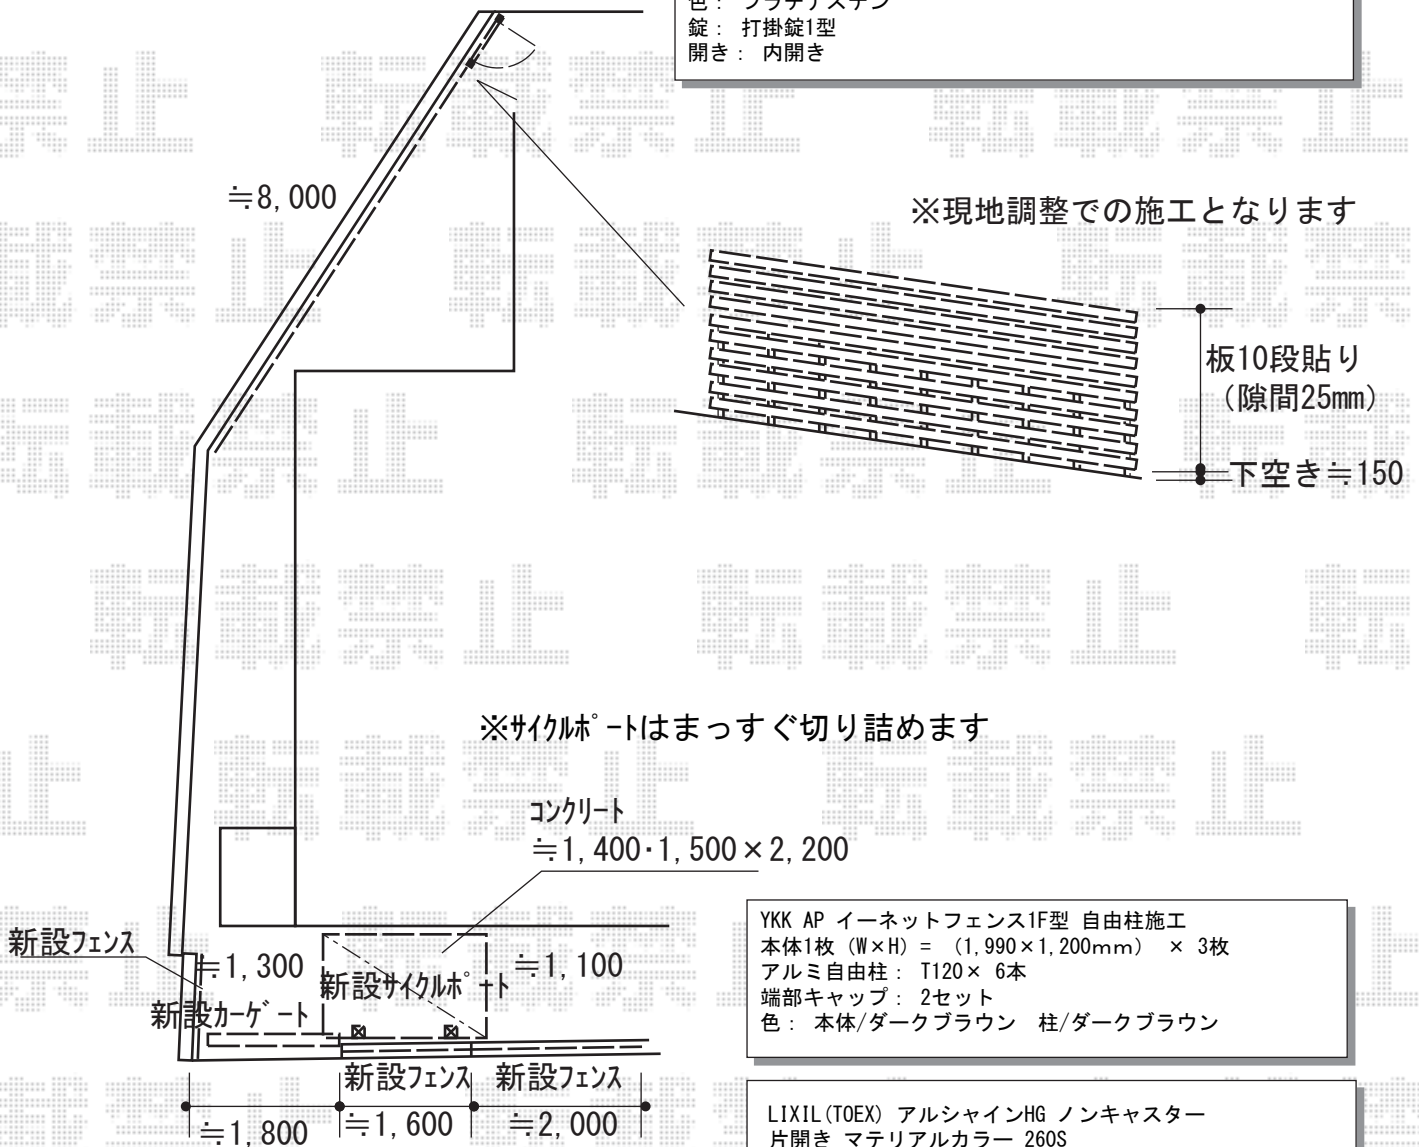 色： プラチナステン
錠： 打掛錠1型
開き： 内開き
≒8,000
※現地調整での施工となります
板10段貼り
（隙間25mm）
下空き≒150
※ｻｲｸﾙﾎﾟｰﾄはまっすぐ切り詰めます
ｺﾝｸﾘｰﾄ
≒1,400･1,500×2,200
新設ﾌｪﾝｽ
≒1,300
新設ｻｲｸﾙﾎﾟｰﾄ
≒1,100
新設ｶｰｹﾞｰﾄ
新設ﾌｪﾝｽ
新設ﾌｪﾝｽ
≒1,800
≒1,600
≒2,000
YKK AP イーネットフェンス1F型 自由柱施工
本体1枚（W×H）= （1,990×1,200mm） × 3枚
アルミ自由柱： T120× 6本
端部キャップ： 2セット
色： 本体/ダークブラウン 柱/ダークブラウン
LIXIL(TOEX) アルシャインHG ノンキャスター
片開き マテリアルカラー 260S
転載禁止